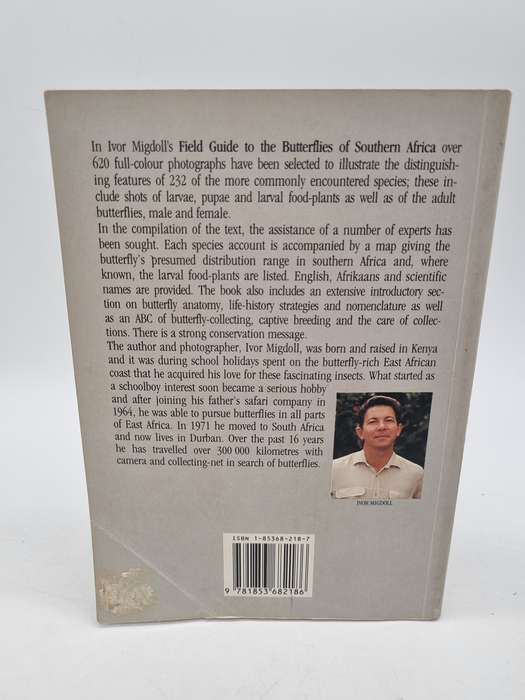 In Ivor Migdoll's Field Guide to the Butterflies of Southern Africa over
620 full-colour photographs have been selected to illustrate the distinguish-
ing features of 232 of the more commonly encountered species; these in-
clude shots of larvae, pupae and larval food-plants as well as of the adult
butterflies, male and female.
In the compilation of the text, the assistance of a number of experts has
been sought. Each species account is accompanied by a map giving the
butterfly's presumed distribution range in southern Africa and, where
known, the larval food-plants are listed. English, Afrikaans and scientific
names are provided. The book also includes an extensive introductory sec-
tion on butterfly anatomy, life-history strategies and nomenclature as well
as an ABC of butterfly-collecting, captive breeding and the care of collec-
tions. There is a strong conservation message.
The author and photographer, Ivor Migdoll, was born and raised in Kenya
and it was during school holidays spent on the butterfly-rich East African
coast that he acquired his love for these fascinating insects. What started as
a schoolboy interest soon became a serious hobby
and after joining his father's safari company in
1964, he was able to pursue butterflies in all parts
of East Africa. In 1971 he moved to South Africa
and now lives in Durban. Over the past 16 years
he has travelled over 300 000 kilometres with
camera and collecting-net in search of butterflies.
IVOR MIGDOLL
ISBN 1-85368-218-7
9 781853 682186